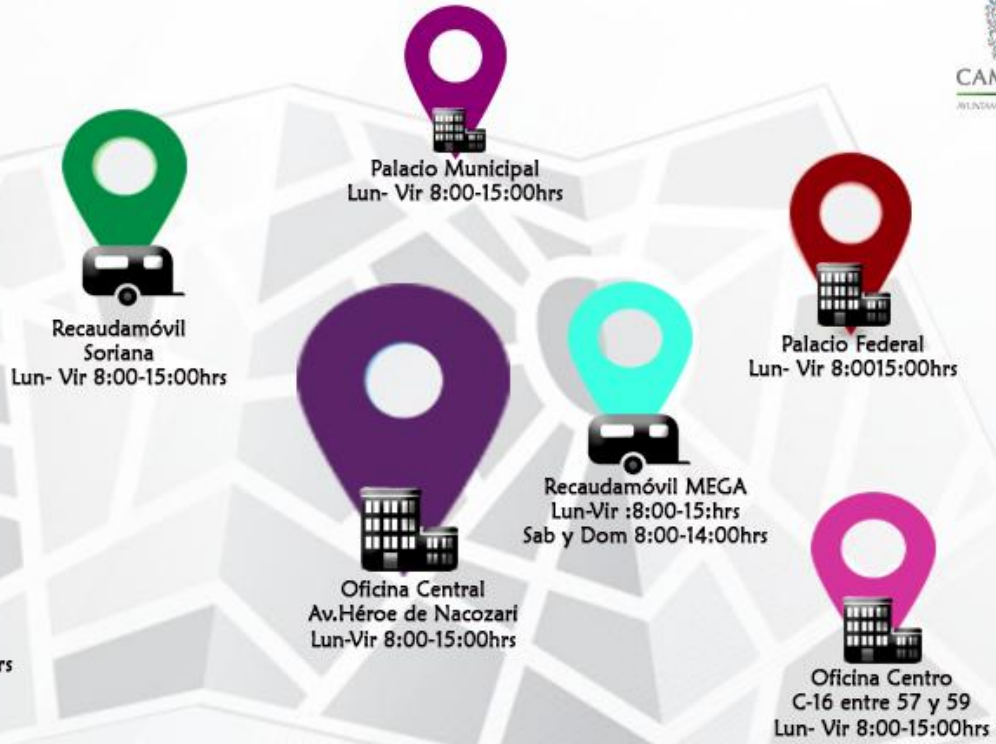 Palacio Municipal
Lun- Vir 8:00-15:00hrs
Recaudamóvil
Soriana
Lun- Vir 8:00-15:00hrs
Palacio Federal
Lun- Vir 8:0015:00hrs
Recaudamóvil MEGA
Lun-Vir :8:00-15:hrs
Sab y Dom 8:00-14:00hrs
Oficina Central
Av.Héroe de Nacozari
Lun-Vir 8:00-15:00hrs
Oficina Centro
C-16 entre 57 y 59
Lun- Vir 8:00-15:00hrs